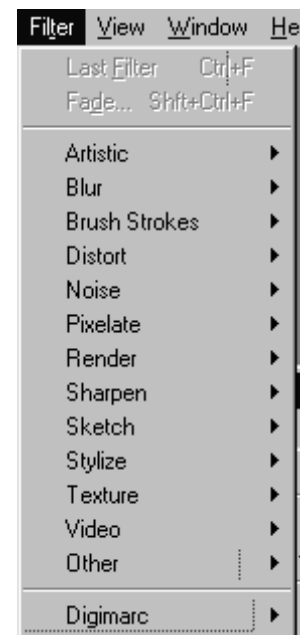 Filter View Window He
Last Filter Ctrl+F
Fade... Shft+Ctrl+F
Artistic
Blur
Brush Strokes
Distort
Noise
Pixelate
Render
Sharpen
Sketch
Stylize
Texture
Video
Other
Digimarc